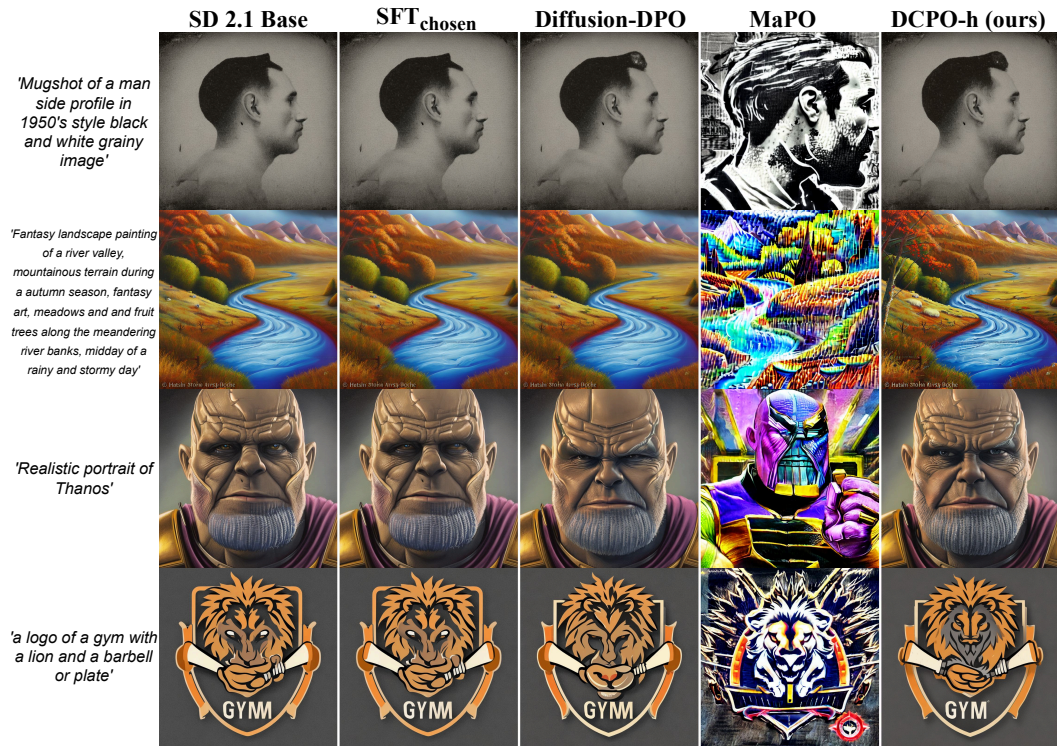 SD 2.1 Base SFTchosen Diffusion-DPO MaPO DCPO-h (ours)
'Mugshot of a man
side profile in
1950's style black
and white grainy
image'
'Fantasy landscape painting
of a river valley,
mountainous terrain during
a autumn season, fantasy
art, meadows and and fruit
trees along the meandering
river banks, midday of a
rainy and stormy day'
'Realistic portrait of
Thanos'
'a logo of a gym with
a lion and a barbell
or plate'
GYMM GYMM GYMM GYM